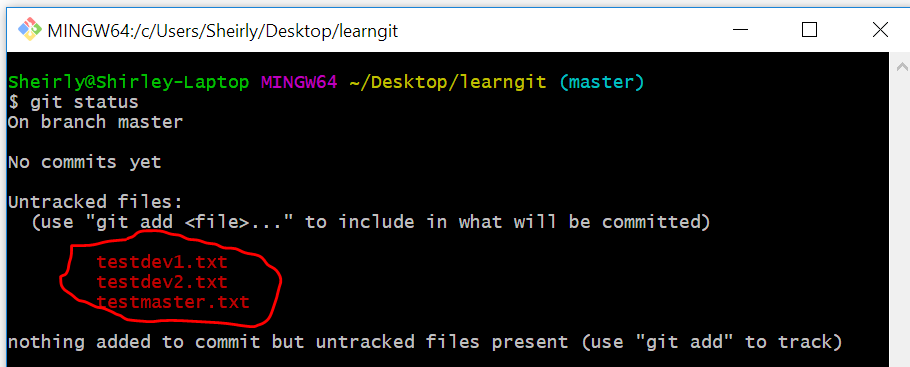 MINGW64:/c/Users/Sheirly/Desktop/learngit
Sheirly@Shirley-Laptop MINGW64 ~/Desktop/learngit (master)
$ git status
On branch master
No commits yet
Untracked files:
(use "git add <file>..." to include in what will be committed)
testdev1.txt
testdev2.txt
testmaster.txt
nothing added to commit but untracked files present (use "git add" to track)